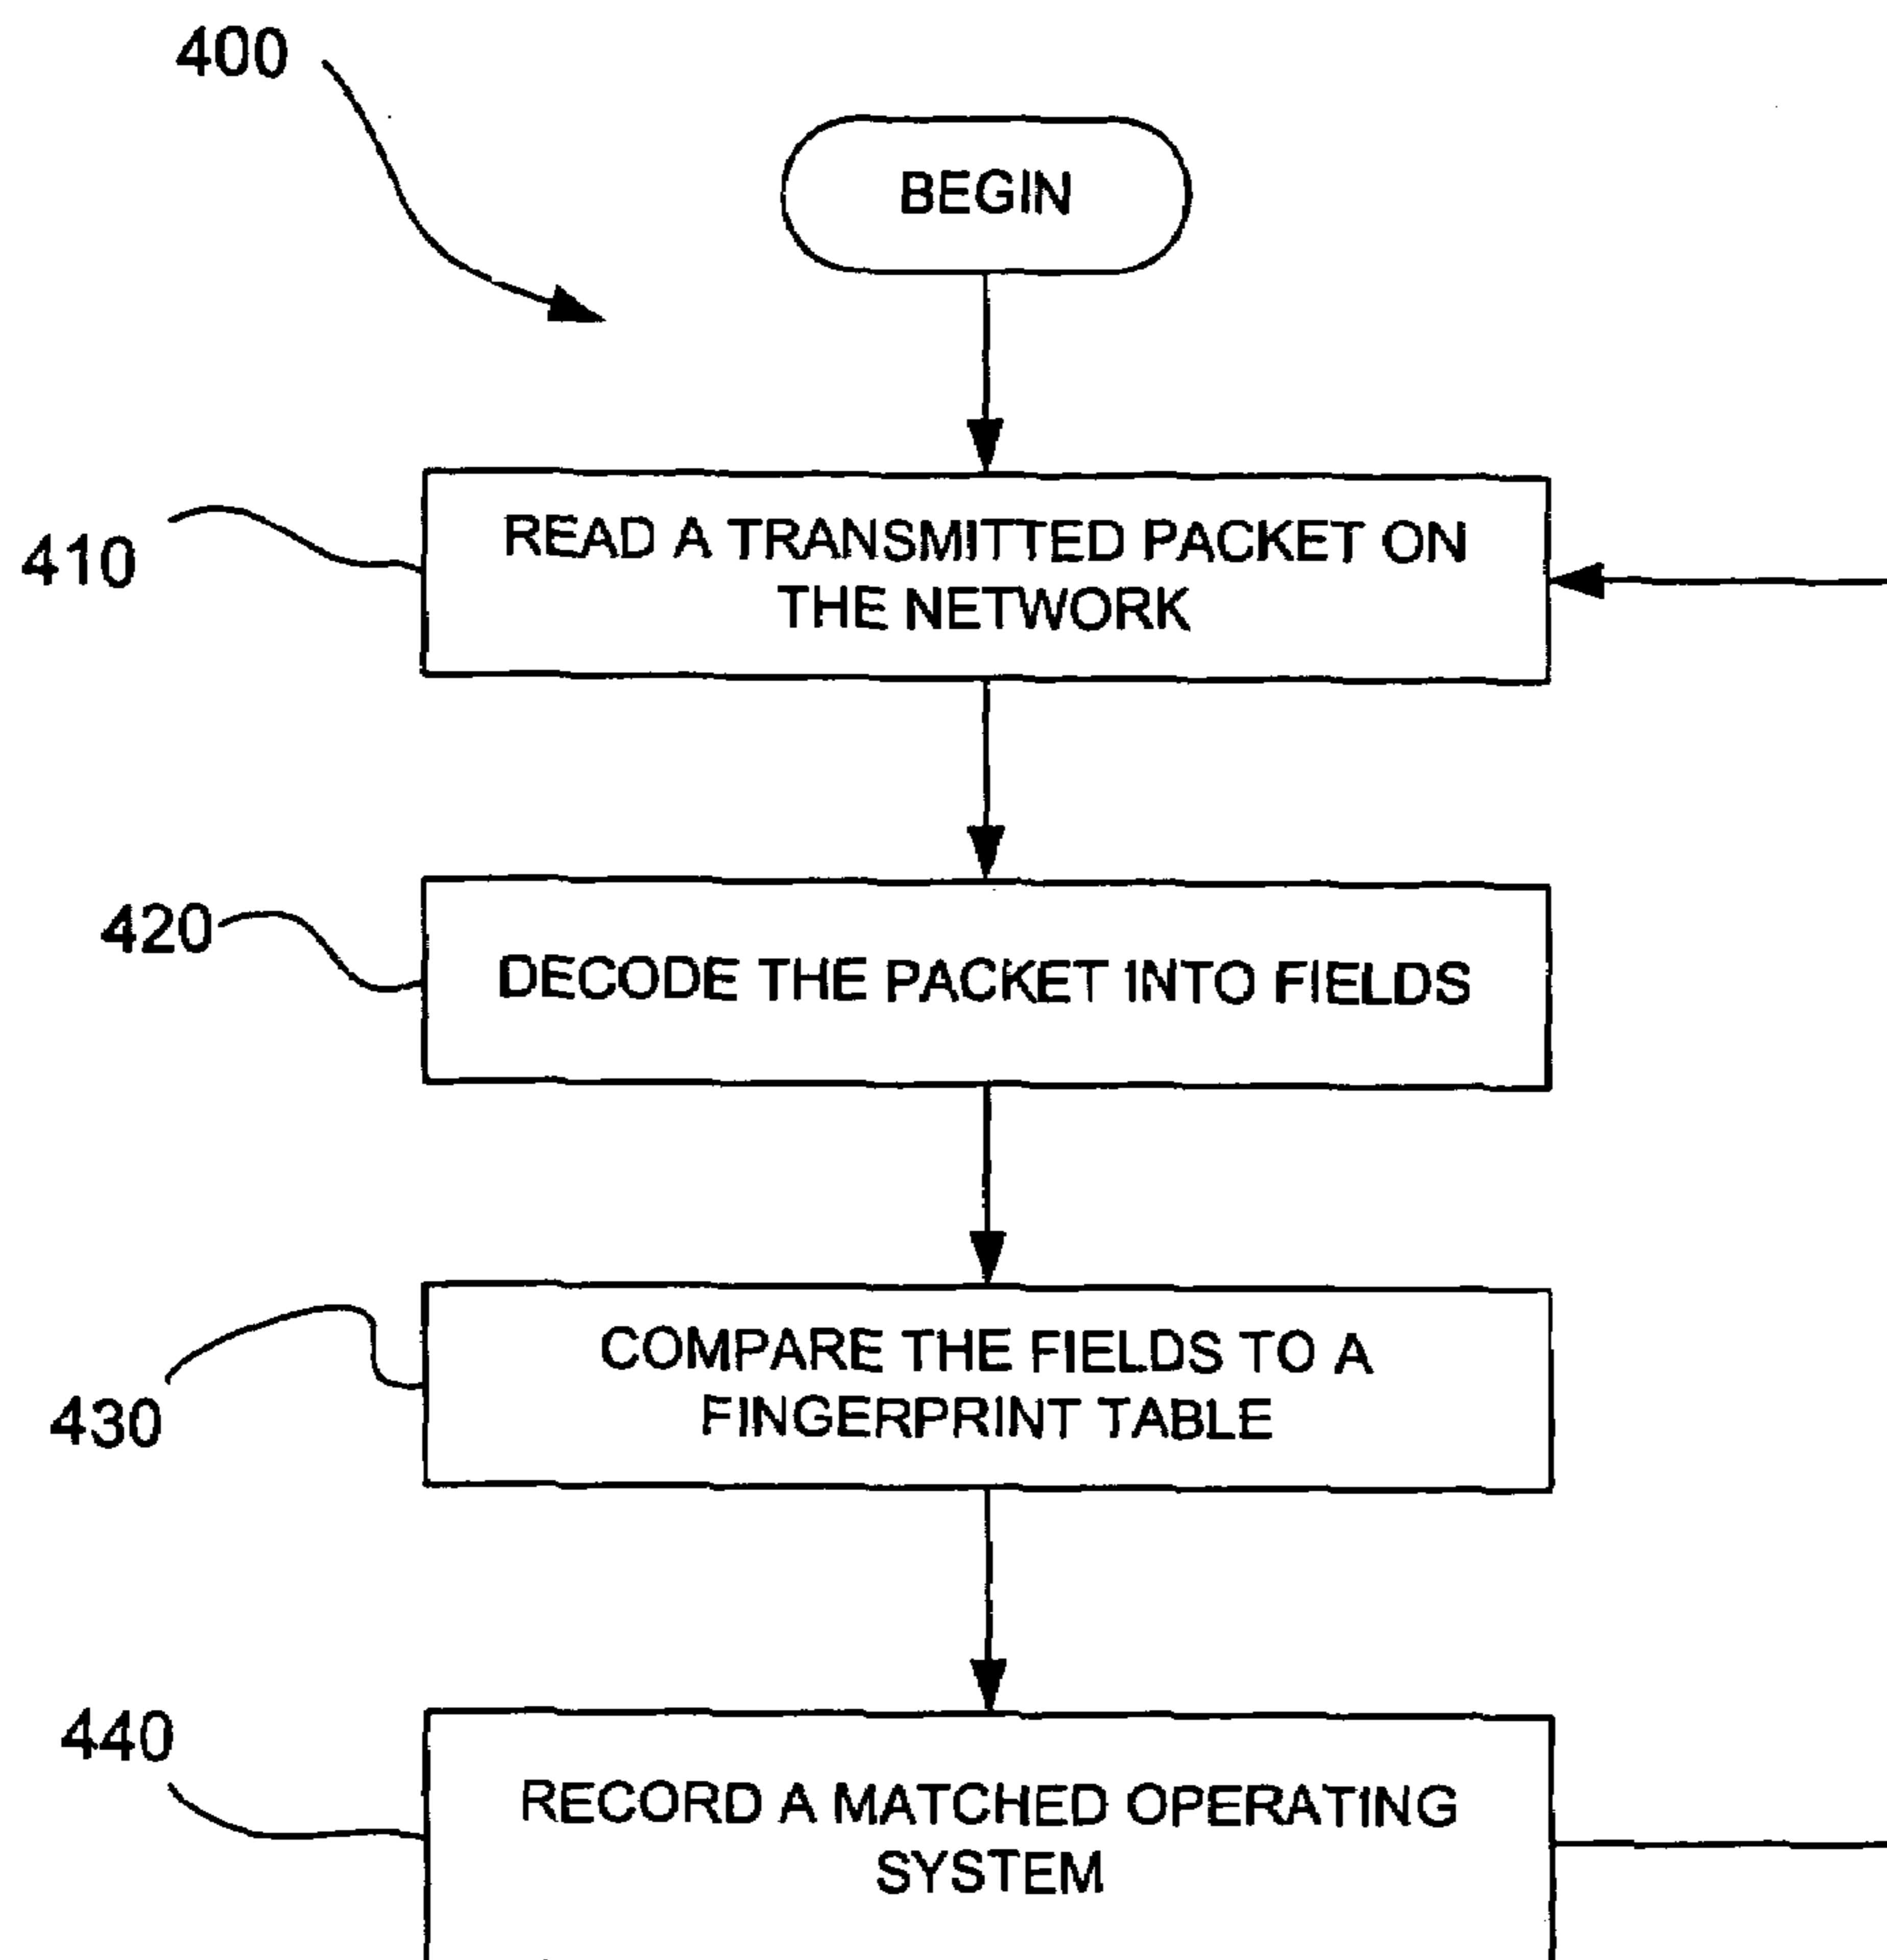 400
BEGIN
410
READ A TRANSMITTED PACKET ON
THE NETWORK
420
DECODE THE PACKET INTO FIELDS
430
COMPARE THE FIELDS TO A
FINGERPRINT TABLE
440
RECORD A MATCHED OPERATING
SYSTEM